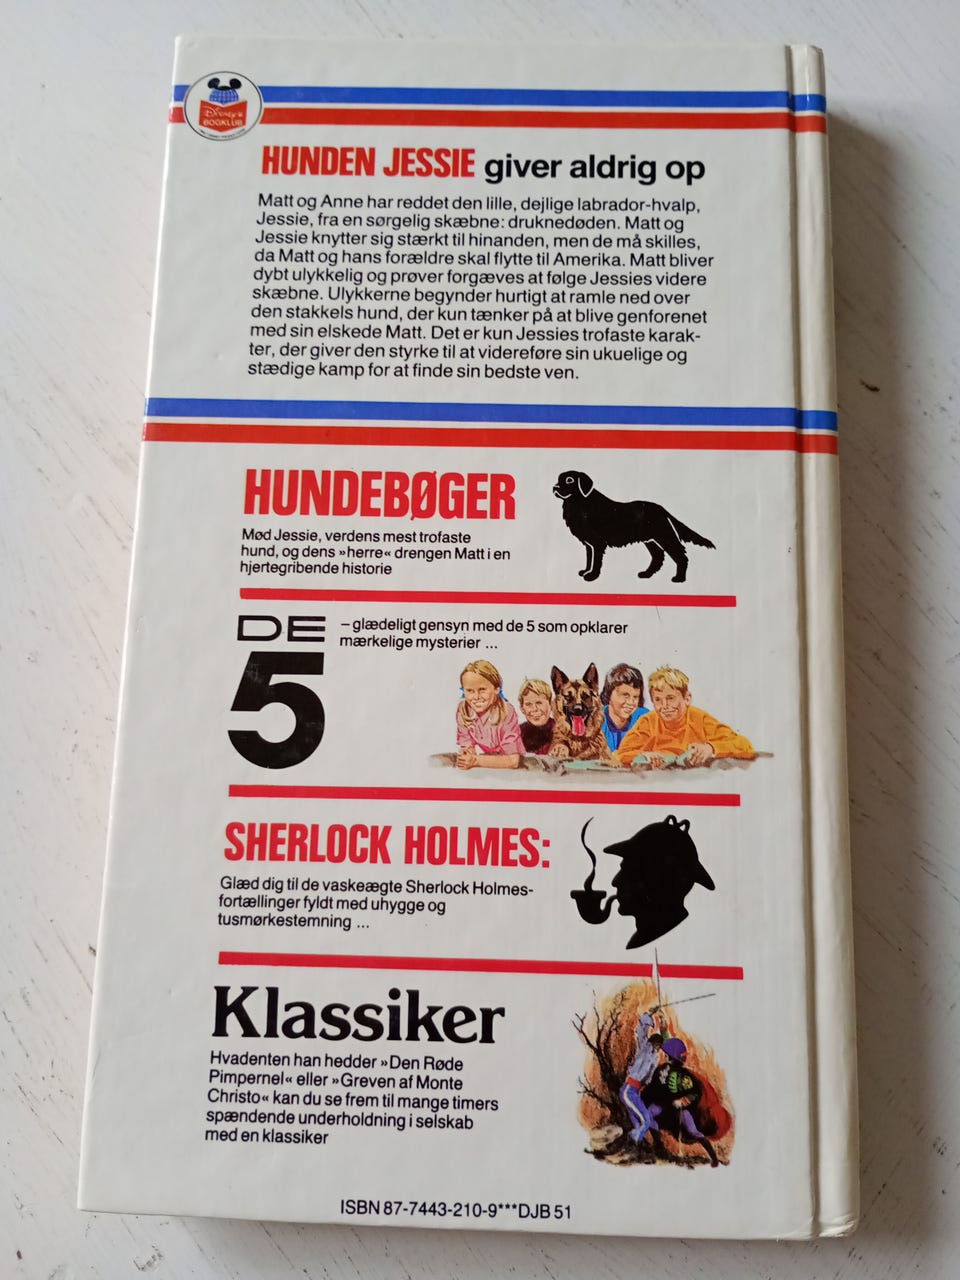 Disney's
BOGKLUB
HUNDEN JESSIE giver aldrig op
Matt og Anne har reddet den lille, dejlige labrador-hvalp,
Jessie, fra en sørgelig skæbne: druknedøden. Matt og
Jessie knytter sig stærkt til hinanden, men de må skilles,
da Matt og hans forældre skal flytte til Amerika. Matt bliver
dybt ulykkelig og prøver forgæves at følge Jessies videre
skæbne. Ulykkerne begynder hurtigt at ramle ned over
den stakkels hund, der kun tænker på at blive genforenet
med sin elskede Matt. Det er kun Jessies trofaste karak-
ter, der giver den styrke til at videreføre sin ukuelige og
stædige kamp for at finde sin bedste ven.
HUNDEBØGER
Mød Jessie, verdens mest trofaste
hund, og dens »herre« drengen Matt i en
hjertegribende historie
DE
5
– glædeligt gensyn med de 5 som opklarer
mærkelige mysterier ...
SHERLOCK HOLMES:
Glæd dig til de vaskeægte Sherlock Holmes-
fortællinger fyldt med uhygge og
tusmørkestemning ...
Klassiker
Hvadenten han hedder »Den Røde
Pimpernel« eller »Greven af Monte
Christo« kan du se frem til mange timers
spændende underholdning i selskab
med en klassiker
ISBN 87-7443-210-9***DJB 51